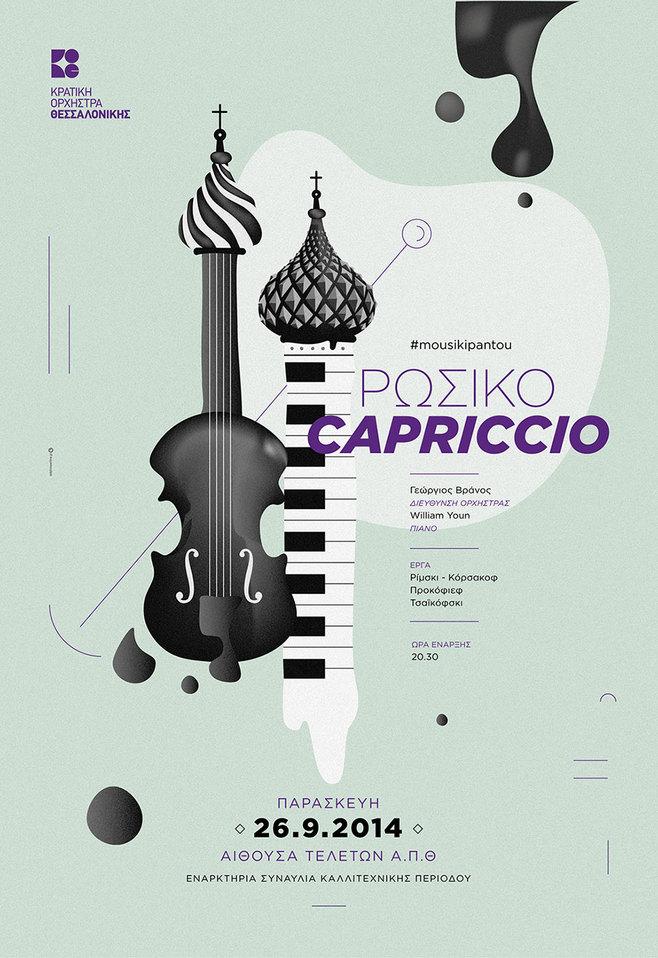 ΚΡΑΤΙΚΗ
ΟΡΧΗΣΤΡΑ
ΘΕΣΣΑΛΟΝΙΚΗΣ
#mousikipantou
ΡΩΣΙΚΟ
CAPRICCIO
Γεώργιος Βράνος
ΔΙΕΥΘΥΝΣΗ ΟΡΧΗΣΤΡΑΣ
William Youn
ΠΙΑΝΟ
ΕΡΓΑ
Ρίμσκι - Κόρσακοφ
Προκόφιεφ
Τσαϊκόφσκι
ΩΡΑ ΕΝΑΡΞΗΣ
20.30
ΠΑΡΑΣΚΕΥΗ
26.9.2014
ΑΙΘΟΥΣΑ ΤΕΛΕΤΩΝ Α.Π.Θ
ΕΝΑΡΚΤΗΡΙΑ ΣΥΝΑΥΛΙΑ ΚΑΛΛΙΤΕΧΝΙΚΗΣ ΠΕΡΙΟΔΟΥ